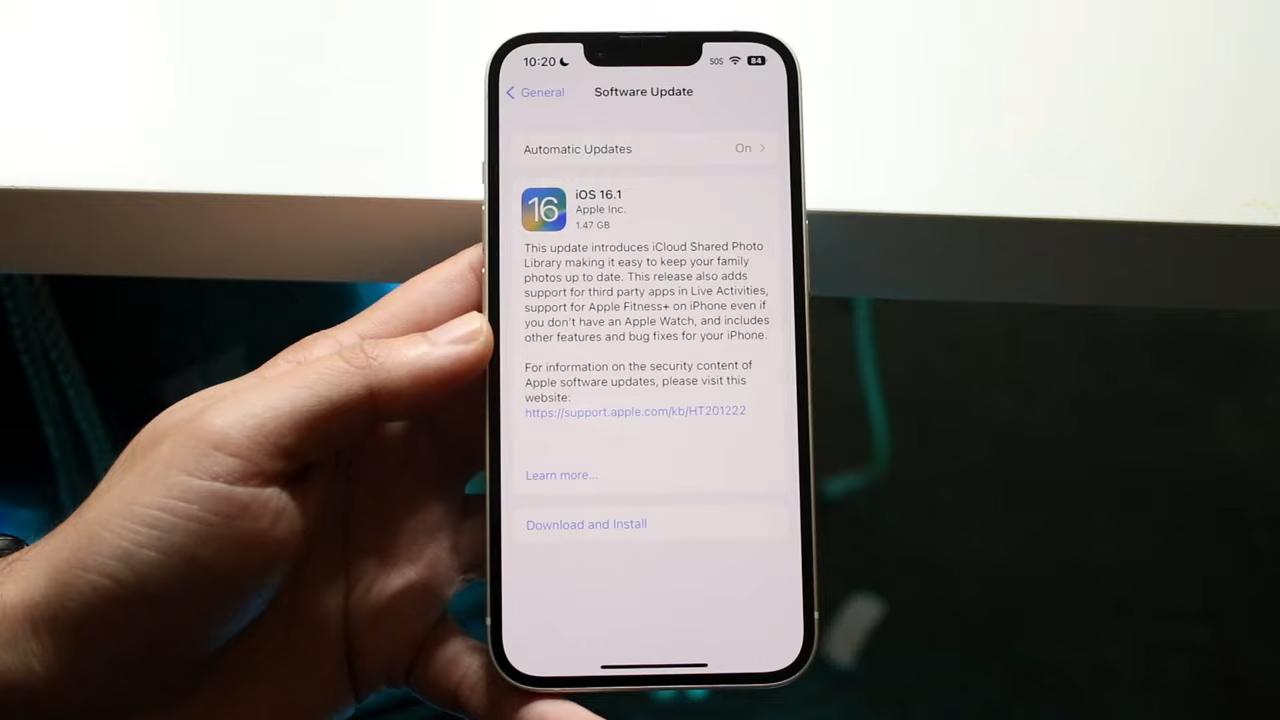 10:20 SOS 84
General Software Update
Automatic Updates On
16
iOS 16.1
Apple Inc.
1.47 GB
This update introduces iCloud Shared Photo
Library making it easy to keep your family
photos up to date. This release also adds
support for third party apps in Live Activities,
support for Apple Fitness+ on iPhone even if
you don't have an Apple Watch, and includes
other features and bug fixes for your iPhone.
For information on the security content of
Apple software updates, please visit this
website:
https://support.apple.com/kb/HT201222
Learn more...
Download and Install